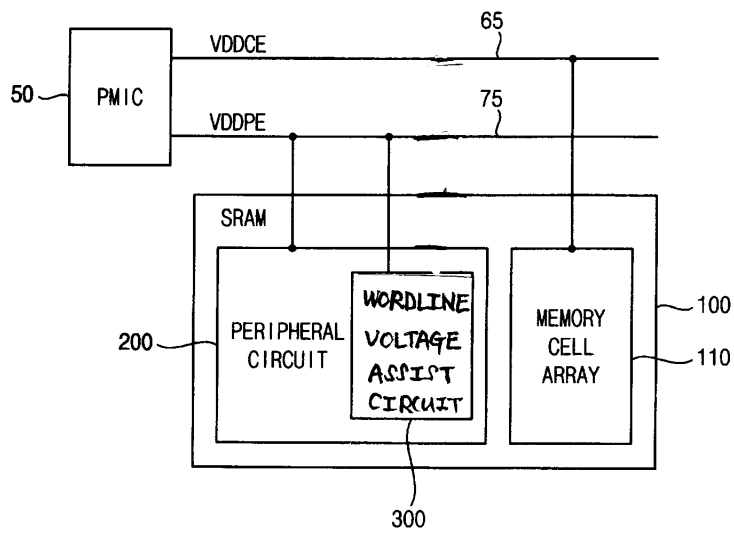 65
VDDCE
50
PMIC
75
VDDPE
SRAM
WORDLINE
VOLTAGE
ASSIST
CIRCUIT
PERIPHERAL
CIRCUIT
200
MEMORY
CELL
ARRAY
100
110
300